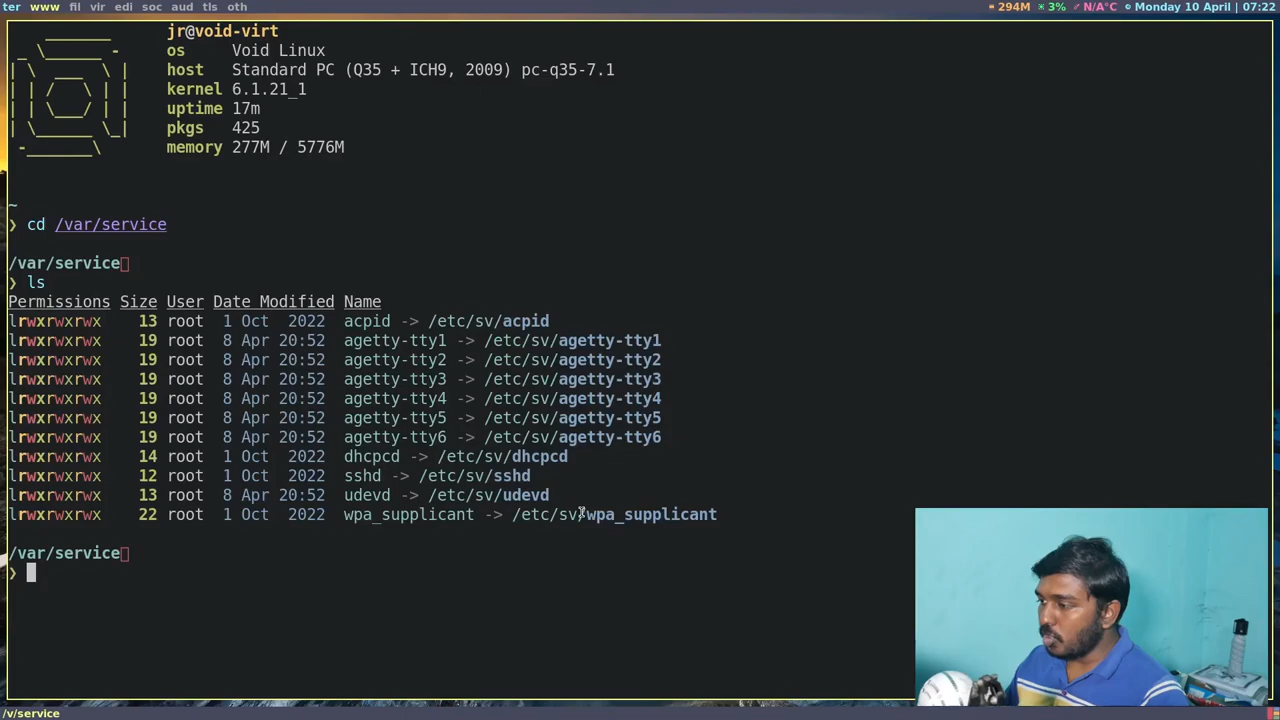 ter www fil vir edi soc aud tls oth
294M 3% N/A°C Monday 10 April | 07:22
jr@void-virt
os Void Linux
host Standard PC (Q35 + ICH9, 2009) pc-q35-7.1
kernel 6.1.21_1
uptime 17m
pkgs 425
memory 277M / 5776M
~
❯ cd /var/service
/var/service
❯ ls
Permissions Size User Date Modified Name
lrwxrwxrwx 13 root 1 Oct 2022 acpid -> /etc/sv/acpid
lrwxrwxrwx 19 root 8 Apr 20:52 agetty-tty1 -> /etc/sv/agetty-tty1
lrwxrwxrwx 19 root 8 Apr 20:52 agetty-tty2 -> /etc/sv/agetty-tty2
lrwxrwxrwx 19 root 8 Apr 20:52 agetty-tty3 -> /etc/sv/agetty-tty3
lrwxrwxrwx 19 root 8 Apr 20:52 agetty-tty4 -> /etc/sv/agetty-tty4
lrwxrwxrwx 19 root 8 Apr 20:52 agetty-tty5 -> /etc/sv/agetty-tty5
lrwxrwxrwx 19 root 8 Apr 20:52 agetty-tty6 -> /etc/sv/agetty-tty6
lrwxrwxrwx 14 root 1 Oct 2022 dhcpcd -> /etc/sv/dhcpcd
lrwxrwxrwx 12 root 1 Oct 2022 sshd -> /etc/sv/sshd
lrwxrwxrwx 13 root 8 Apr 20:52 udevd -> /etc/sv/udevd
lrwxrwxrwx 22 root 1 Oct 2022 wpa_supplicant -> /etc/sv/wpa_supplicant
/var/service
❯
/v/service